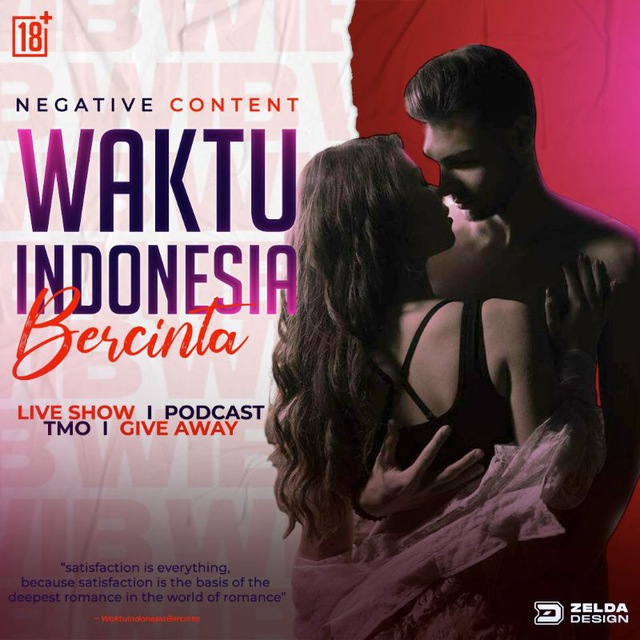 18+
NEGATIVE CONTENT
WAKTU
INDONESIA
Bercinta
LIVE SHOW I PODCAST
TMO I GIVE AWAY
"satisfaction is everything,
because satisfaction is the basis of the
deepest romance in the world of romance"
~ WaktuIndonesiaBercinta
ZELDA
DESIGN